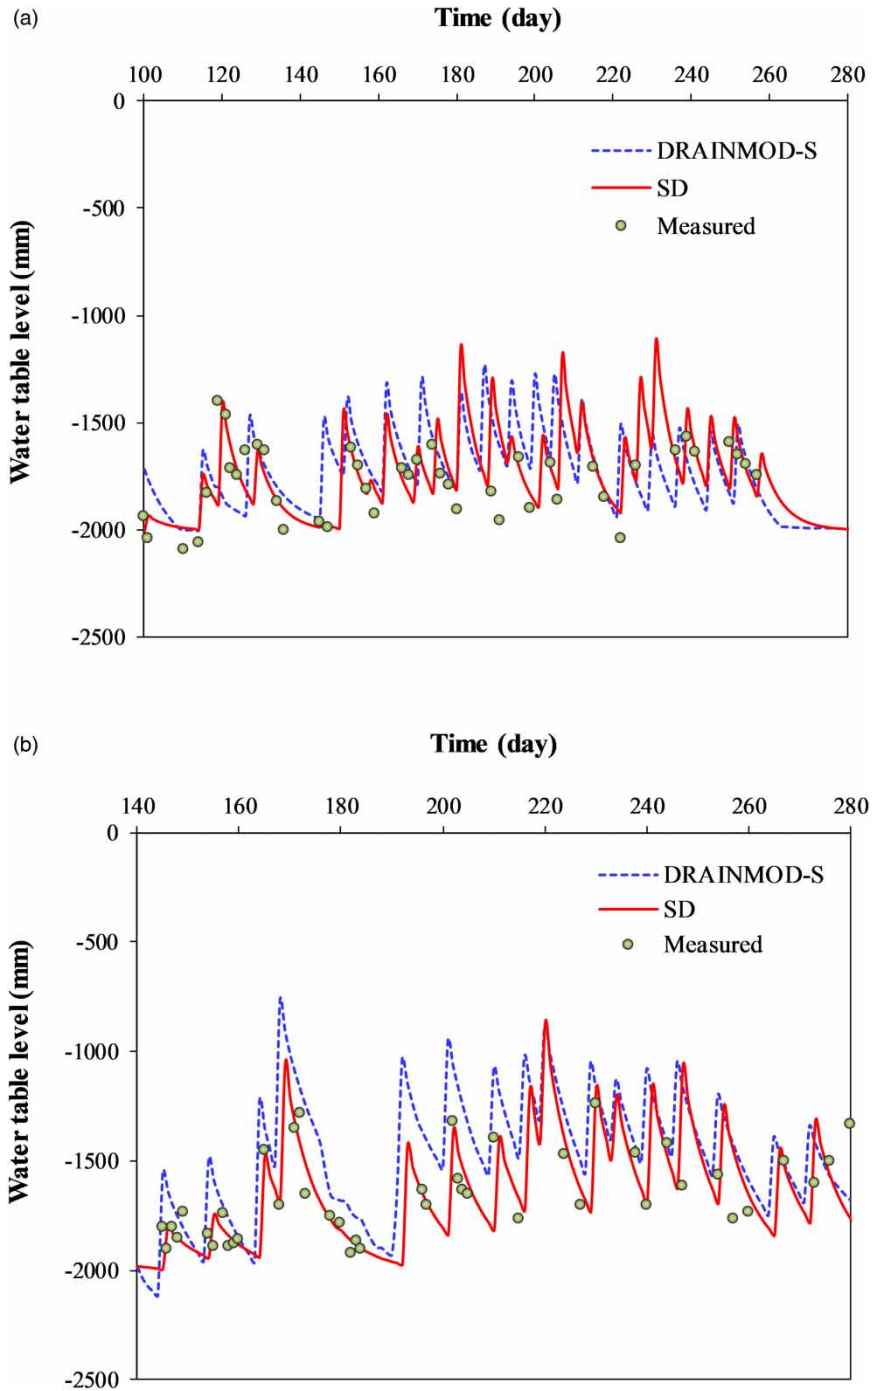 (a)
Time (day)
100 120 140 160 180 200 220 240 260 280
0
-500
-1000
-1500
-2000
-2500
Water table level (mm)
DRAINMOD-S
SD
Measured
(b)
Time (day)
140 160 180 200 220 240 260 280
0
-500
-1000
-1500
-2000
-2500
Water table level (mm)
DRAINMOD-S
SD
Measured